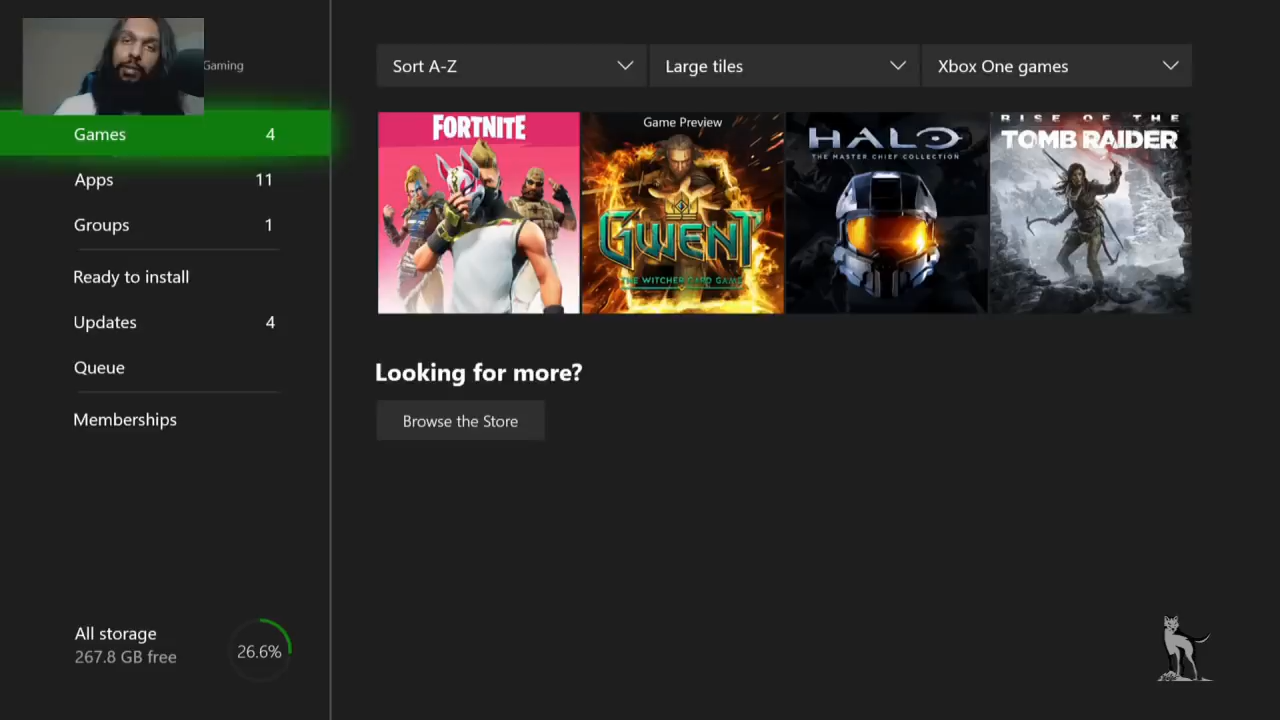 Gaming
Games 4
Apps 11
Groups 1
Ready to install
Updates 4
Queue
Memberships
All storage
267.8 GB free
26.6%
Sort A-Z
Large tiles
Xbox One games
FORTNITE
Game Preview
GWENT
THE WITCHER CARD GAME
HALO
THE MASTER CHIEF COLLECTION
RISE OF THE
TOMB RAIDER
Looking for more?
Browse the Store